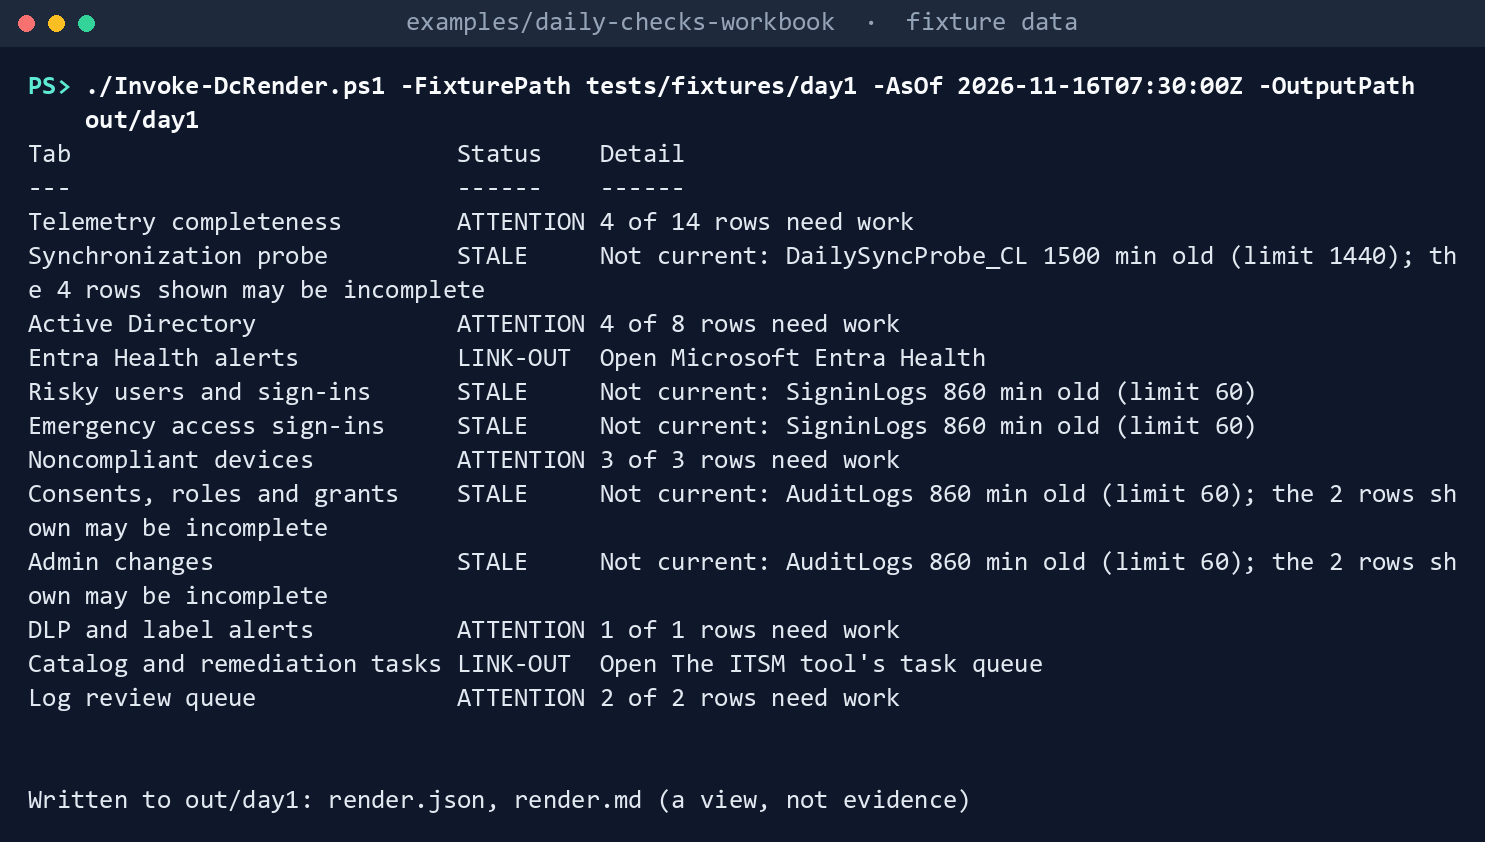 examples/daily-checks-workbook · fixture data
PS> ./Invoke-DcRender.ps1 -FixturePath tests/fixtures/day1 -AsOf 2026-11-16T07:30:00Z -OutputPath
out/day1
Tab Status Detail
--- ------ ------
Telemetry completeness ATTENTION 4 of 14 rows need work
Synchronization probe STALE Not current: DailySyncProbe_CL 1500 min old (limit 1440); th
e 4 rows shown may be incomplete
Active Directory ATTENTION 4 of 8 rows need work
Entra Health alerts LINK-OUT Open Microsoft Entra Health
Risky users and sign-ins STALE Not current: SigninLogs 860 min old (limit 60)
Emergency access sign-ins STALE Not current: SigninLogs 860 min old (limit 60)
Noncompliant devices ATTENTION 3 of 3 rows need work
Consents, roles and grants STALE Not current: AuditLogs 860 min old (limit 60); the 2 rows sh
own may be incomplete
Admin changes STALE Not current: AuditLogs 860 min old (limit 60); the 2 rows sh
own may be incomplete
DLP and label alerts ATTENTION 1 of 1 rows need work
Catalog and remediation tasks LINK-OUT Open The ITSM tool's task queue
Log review queue ATTENTION 2 of 2 rows need work
Written to out/day1: render.json, render.md (a view, not evidence)